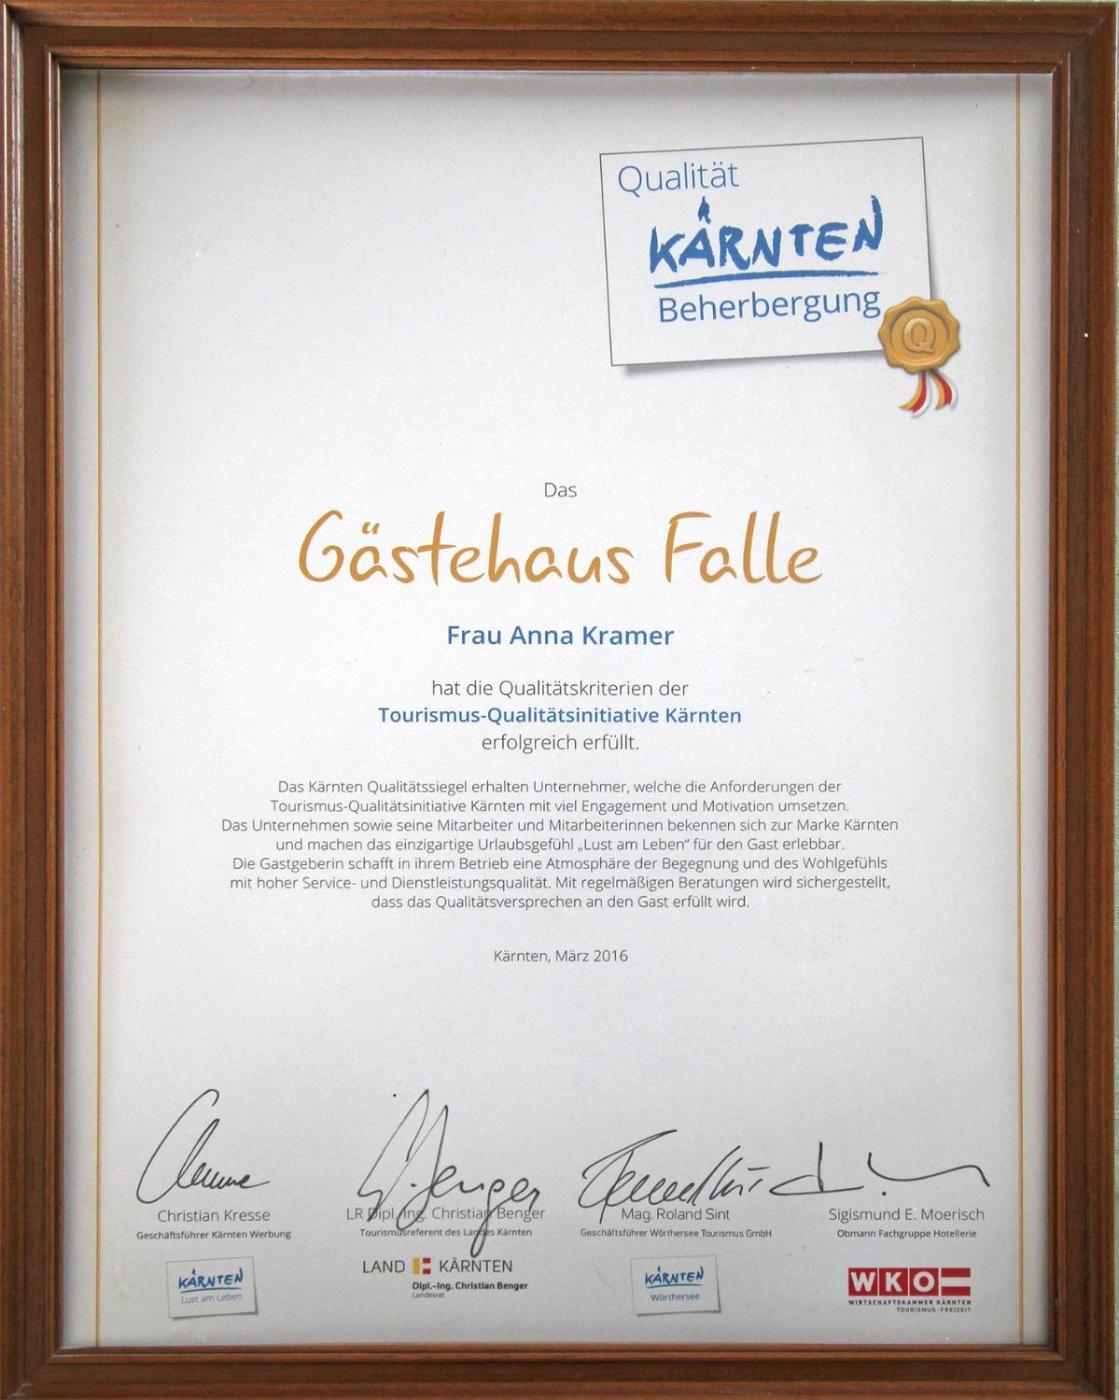 Qualität
KÄRNTEN
Beherbergung
Q
Das
Gästehaus Falle
Frau Anna Kramer
hat die Qualitätskriterien der
Tourismus-Qualitätsinitiative Kärnten
erfolgreich erfüllt.
Das Kärnten Qualitätssiegel erhalten Unternehmer, welche die Anforderungen der
Tourismus-Qualitätsinitiative Kärnten mit viel Engagement und Motivation umsetzen.
Das Unternehmen sowie seine Mitarbeiter und Mitarbeiterinnen bekennen sich zur Marke Kärnten
und machen das einzigartige Urlaubsgefühl „Lust am Leben“ für den Gast erlebbar.
Die Gastgeberin schafft in ihrem Betrieb eine Atmosphäre der Begegnung und des Wohlgefühls
mit hoher Service- und Dienstleistungsqualität. Mit regelmäßigen Beratungen wird sichergestellt,
dass das Qualitätsversprechen an den Gast erfüllt wird.
Kärnten, März 2016
Christian Kresse
Geschäftsführer Kärnten Werbung
KÄRNTEN
Lust am Leben
LR Dipl. Ing. Christian Benger
Tourismusreferent des Landes Kärnten
LAND KÄRNTEN
Dipl.-Ing. Christian Benger
Landesrat
Mag. Roland Sint
Geschäftsführer Wörthersee Tourismus GmbH
KÄRNTEN
Wörthersee
Sigismund E. Moerisch
Obmann Fachgruppe Hotellerie
WKO
WIRTSCHAFTSKAMMER KÄRNTEN
TOURISMUS · FREIZEIT